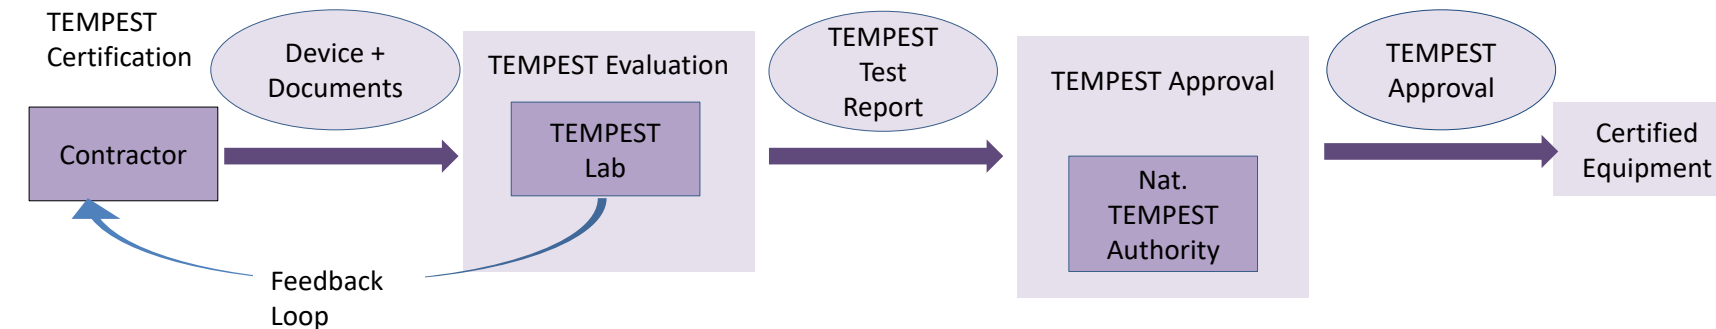 TEMPEST
Certification
Device +
Documents
TEMPEST Evaluation
TEMPEST
Test
Report
TEMPEST Approval
TEMPEST
Approval
Contractor
TEMPEST
Lab
Nat.
TEMPEST
Authority
Certified
Equipment
Feedback
Loop